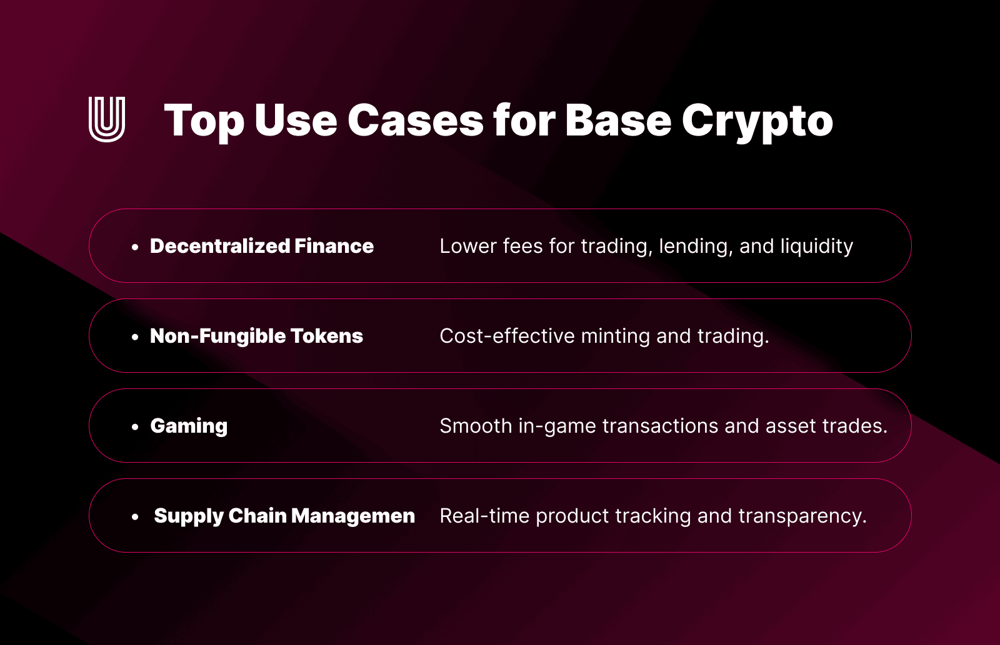 Top Use Cases for Base Crypto
• Decentralized Finance Lower fees for trading, lending, and liquidity
• Non-Fungible Tokens Cost-effective minting and trading.
• Gaming Smooth in-game transactions and asset trades.
• Supply Chain Managemen Real-time product tracking and transparency.